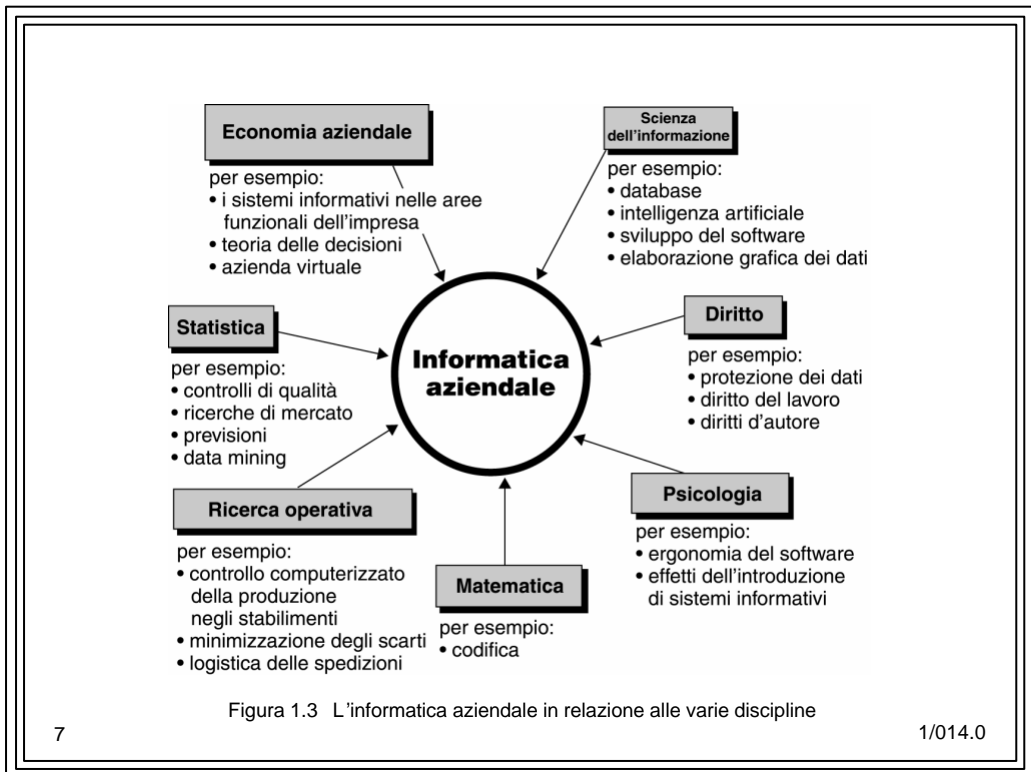 Economia aziendale
per esempio:
• i sistemi informativi nelle aree
funzionali dell'impresa
• teoria delle decisioni
• azienda virtuale
Scienza
dell'informazione
per esempio:
• database
• intelligenza artificiale
• sviluppo del software
• elaborazione grafica dei dati
Statistica
per esempio:
• controlli di qualità
• ricerche di mercato
• previsioni
• data mining
Informatica
aziendale
Diritto
per esempio:
• protezione dei dati
• diritto del lavoro
• diritti d'autore
Ricerca operativa
per esempio:
• controllo computerizzato
della produzione
negli stabilimenti
• minimizzazione degli scarti
• logistica delle spedizioni
Matematica
per esempio:
• codifica
Psicologia
per esempio:
• ergonomia del software
• effetti dell'introduzione
di sistemi informativi
Figura 1.3 L'informatica aziendale in relazione alle varie discipline
7
1/014.0